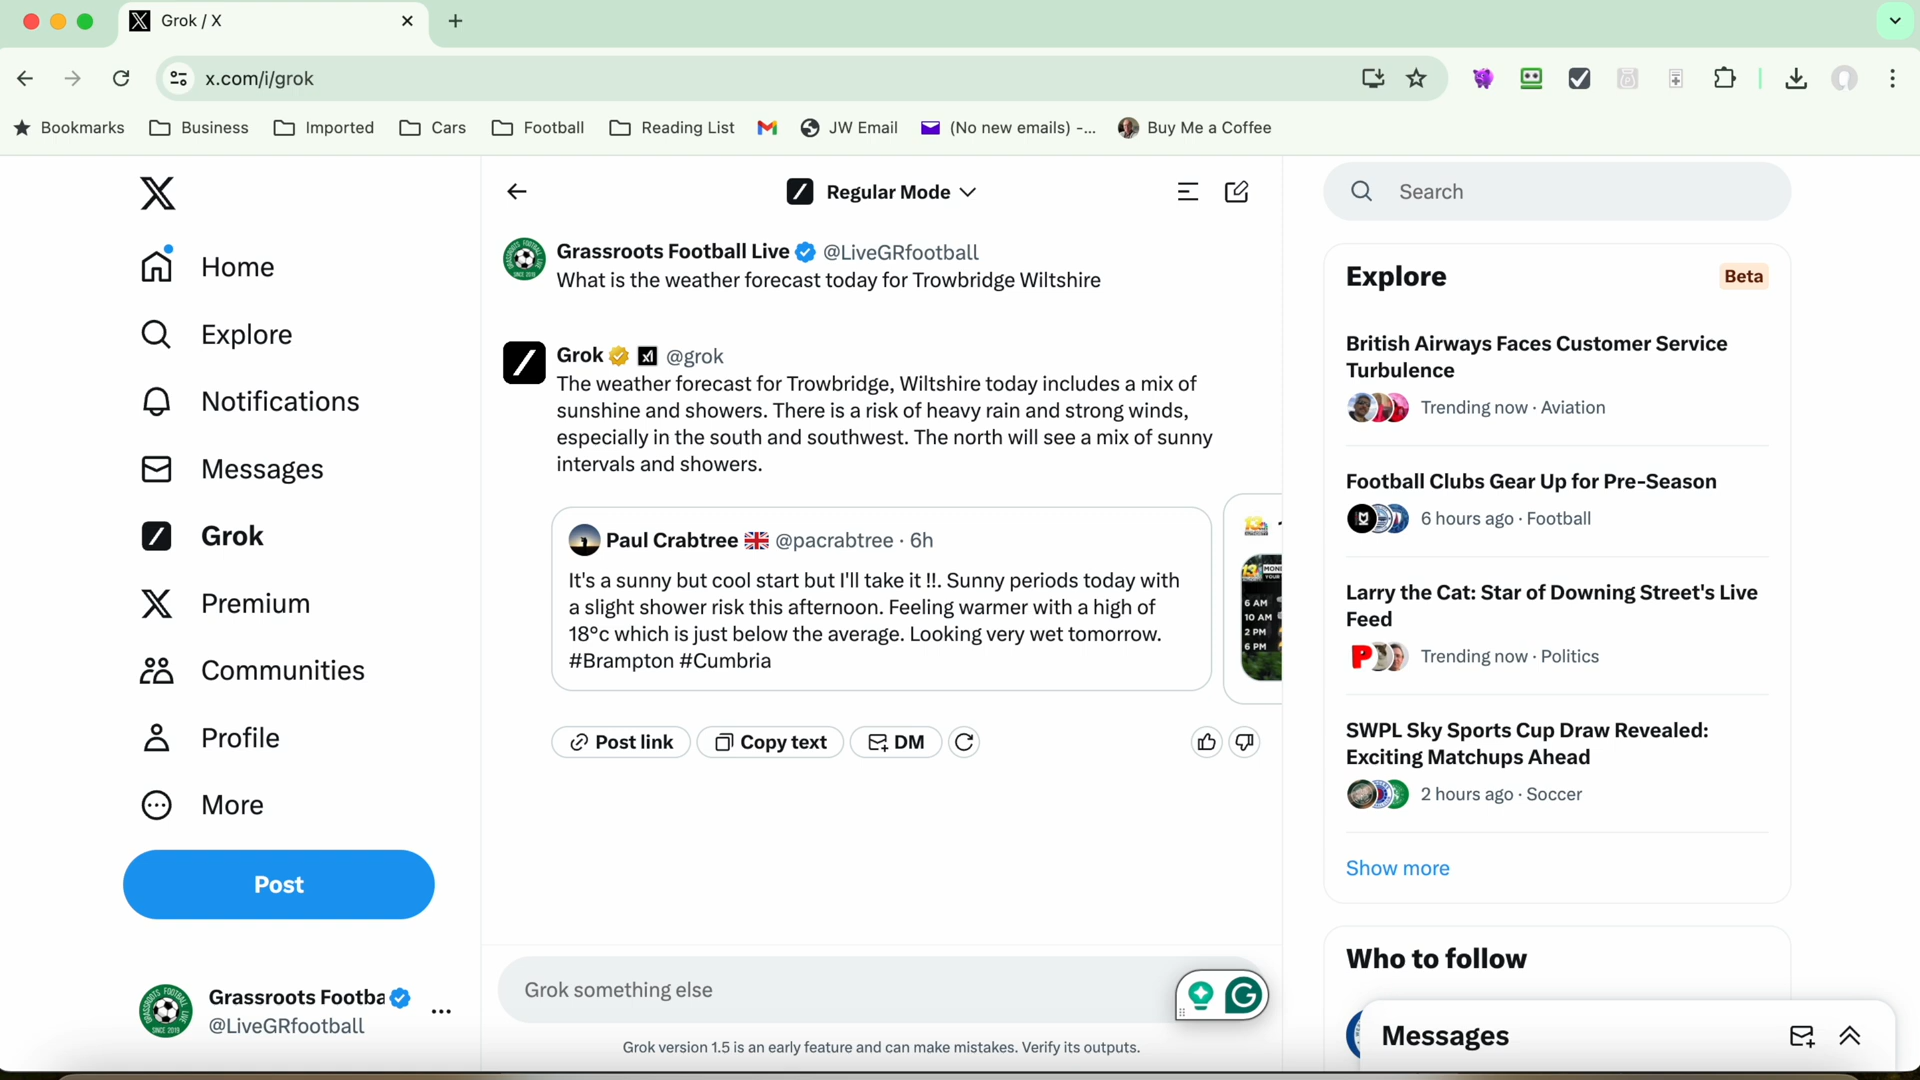 Grok / X
x.com/i/grok
Bookmarks
Business
Imported
Cars
Football
Reading List
JW Email
(No new emails) -...
Buy Me a Coffee
Home
Explore
Notifications
Messages
Grok
Premium
Communities
Profile
More
Post
Grassroots Footba
@LiveGRfootball
Regular Mode
Grassroots Football Live @LiveGRfootball
What is the weather forecast today for Trowbridge Wiltshire
Grok @grok
The weather forecast for Trowbridge, Wiltshire today includes a mix of
sunshine and showers. There is a risk of heavy rain and strong winds,
especially in the south and southwest. The north will see a mix of sunny
intervals and showers.
Paul Crabtree @pacrabtree · 6h
It's a sunny but cool start but I'll take it !!. Sunny periods today with
a slight shower risk this afternoon. Feeling warmer with a high of
18°c which is just below the average. Looking very wet tomorrow.
#Brampton #Cumbria
13
MON
YOUR
6 AM
10 AM
2 PM
6 PM
Post link
Copy text
DM
Grok something else
Grok version 1.5 is an early feature and can make mistakes. Verify its outputs.
Search
Explore
Beta
British Airways Faces Customer Service
Turbulence
Trending now · Aviation
Football Clubs Gear Up for Pre-Season
6 hours ago · Football
Larry the Cat: Star of Downing Street's Live
Feed
Trending now · Politics
SWPL Sky Sports Cup Draw Revealed:
Exciting Matchups Ahead
2 hours ago · Soccer
Show more
Who to follow
Messages